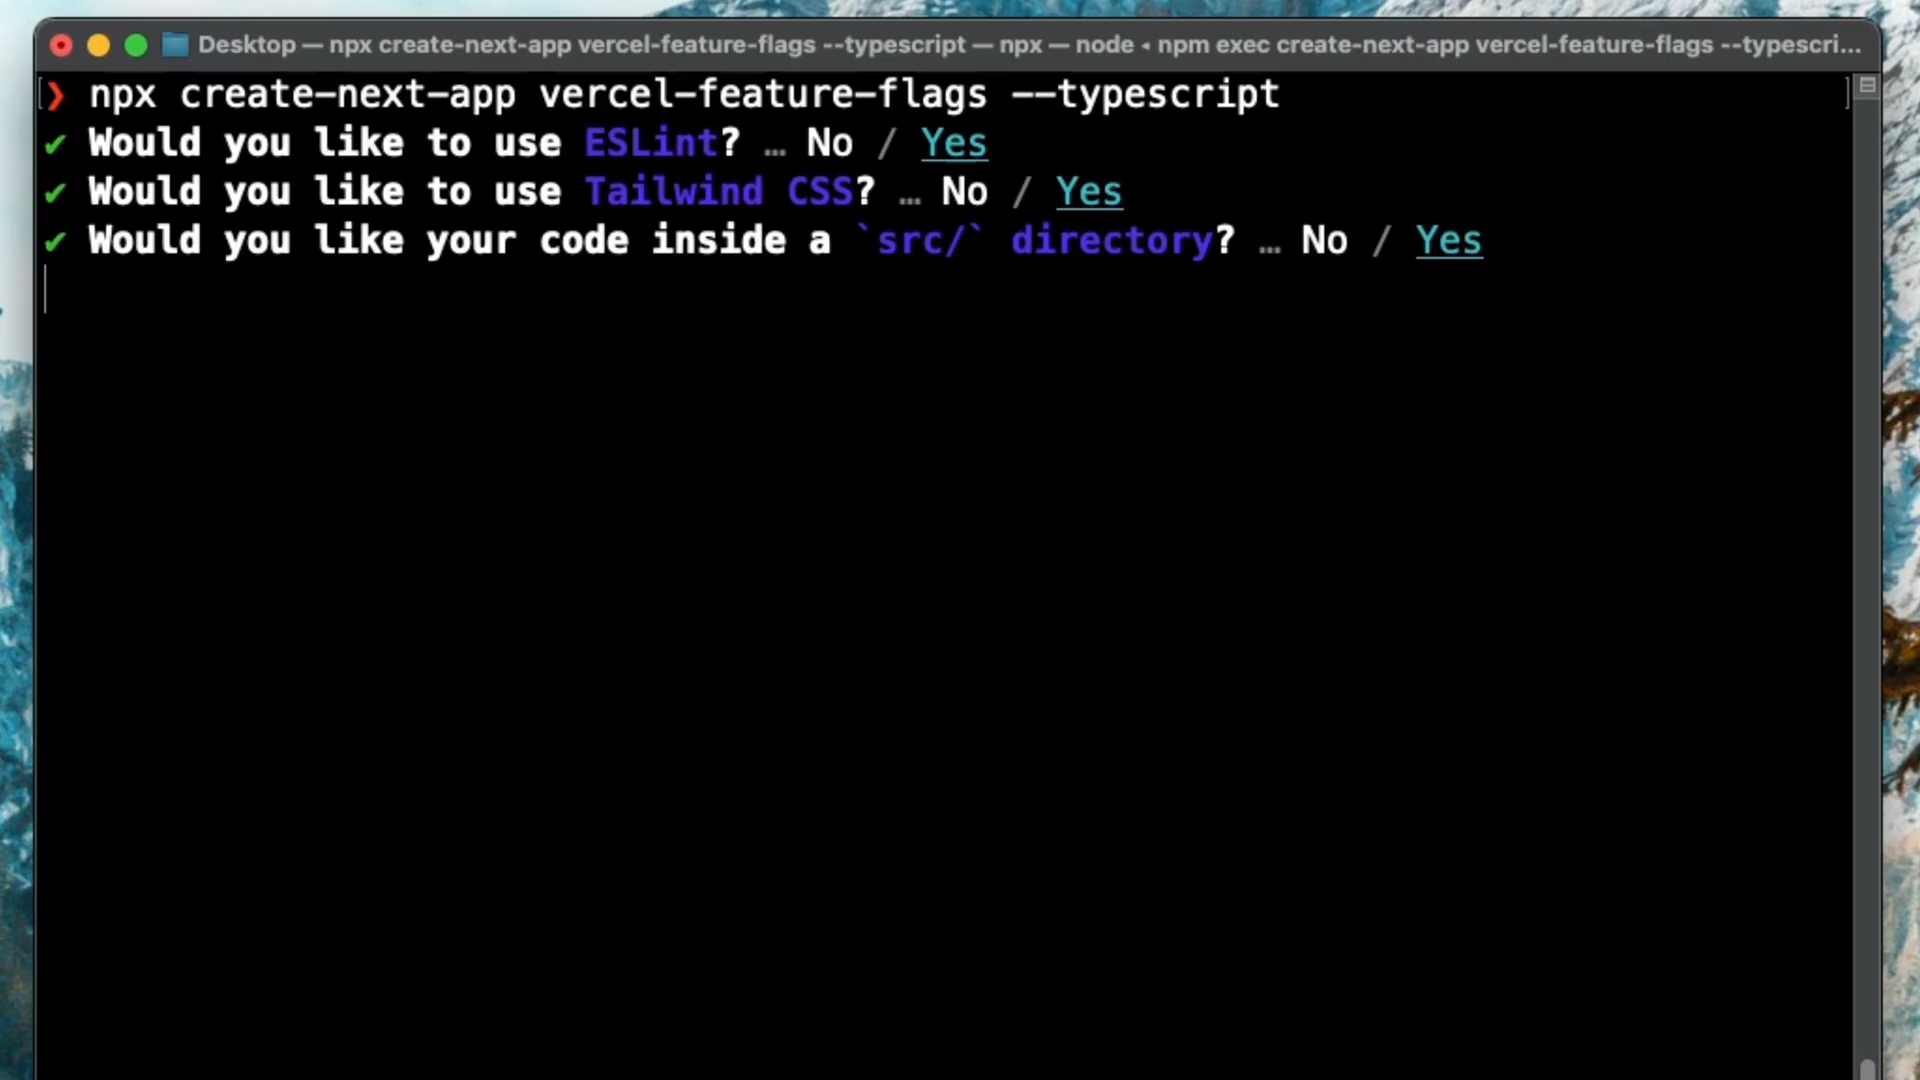 Desktop — npx create-next-app vercel-feature-flags --typescript — npx — node ◂ npm exec create-next-app vercel-feature-flags --typescri...
[❯ npx create-next-app vercel-feature-flags --typescript ]
✔ Would you like to use ESLint? … No / Yes
✔ Would you like to use Tailwind CSS? … No / Yes
✔ Would you like your code inside a `src/` directory? … No / Yes